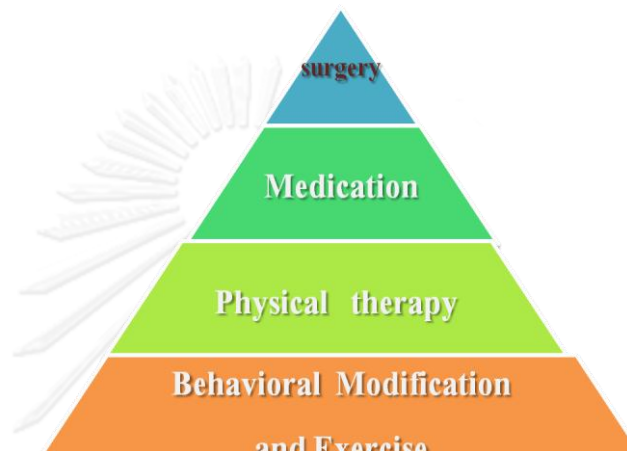 surgery
Medication
Physical therapy
Behavioral Modification
and Exercise